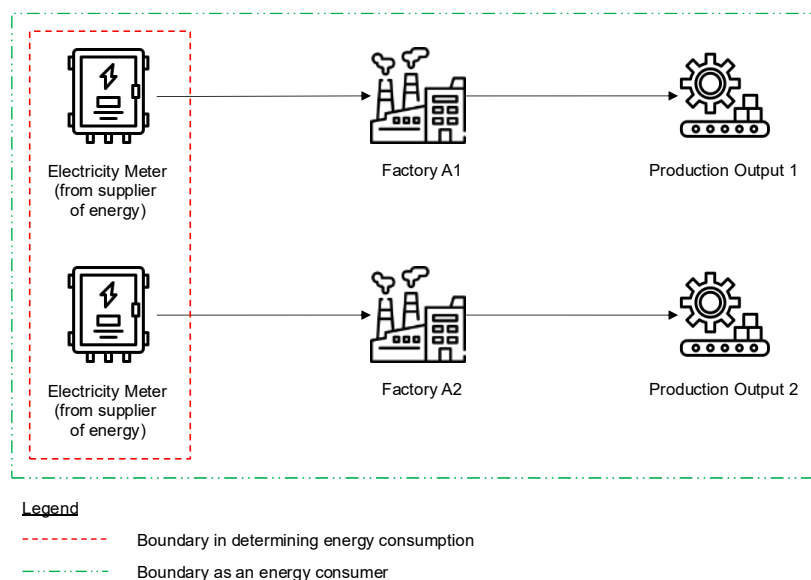 Electricity Meter
(from supplier
of energy)
Factory A1
Production Output 1
Electricity Meter
(from supplier
of energy)
Factory A2
Production Output 2
Legend
Boundary in determining energy consumption
Boundary as an energy consumer